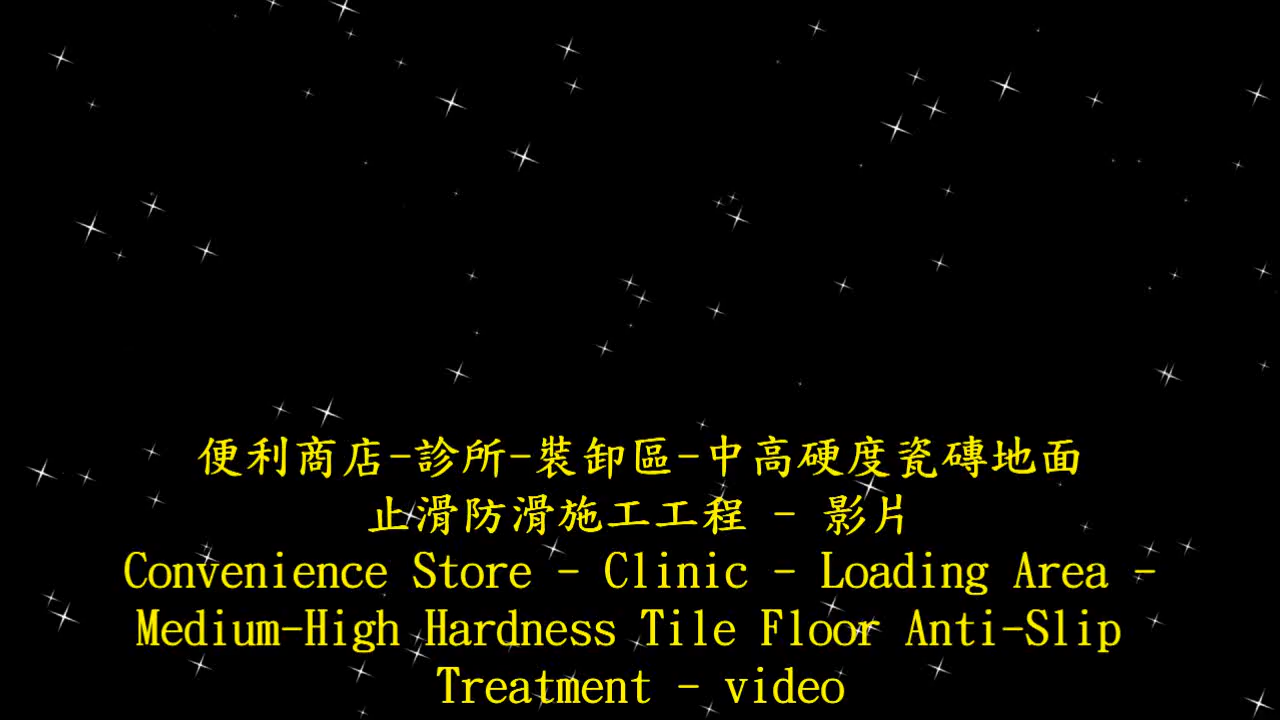 便利商店-診所-裝卸區-中高硬度瓷磚地面
止滑防滑施工工程 - 影片
Convenience Store - Clinic - Loading Area -
Medium-High Hardness Tile Floor Anti-Slip
Treatment - video